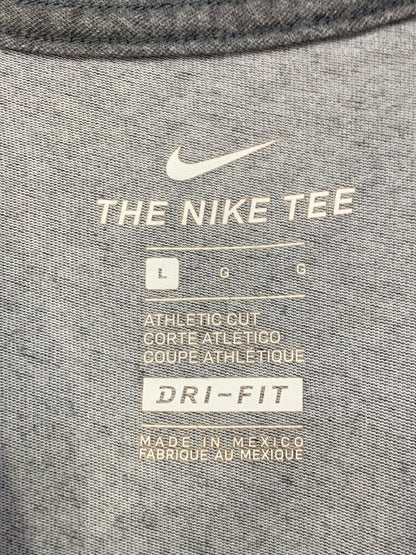 THE NIKE TEE
L G G
ATHLETIC CUT
CORTE ATLÉTICO
COUPE ATHLÉTIQUE
DRI-FIT
MADE IN MEXICO
FABRIQUÉ AU MEXIQUE